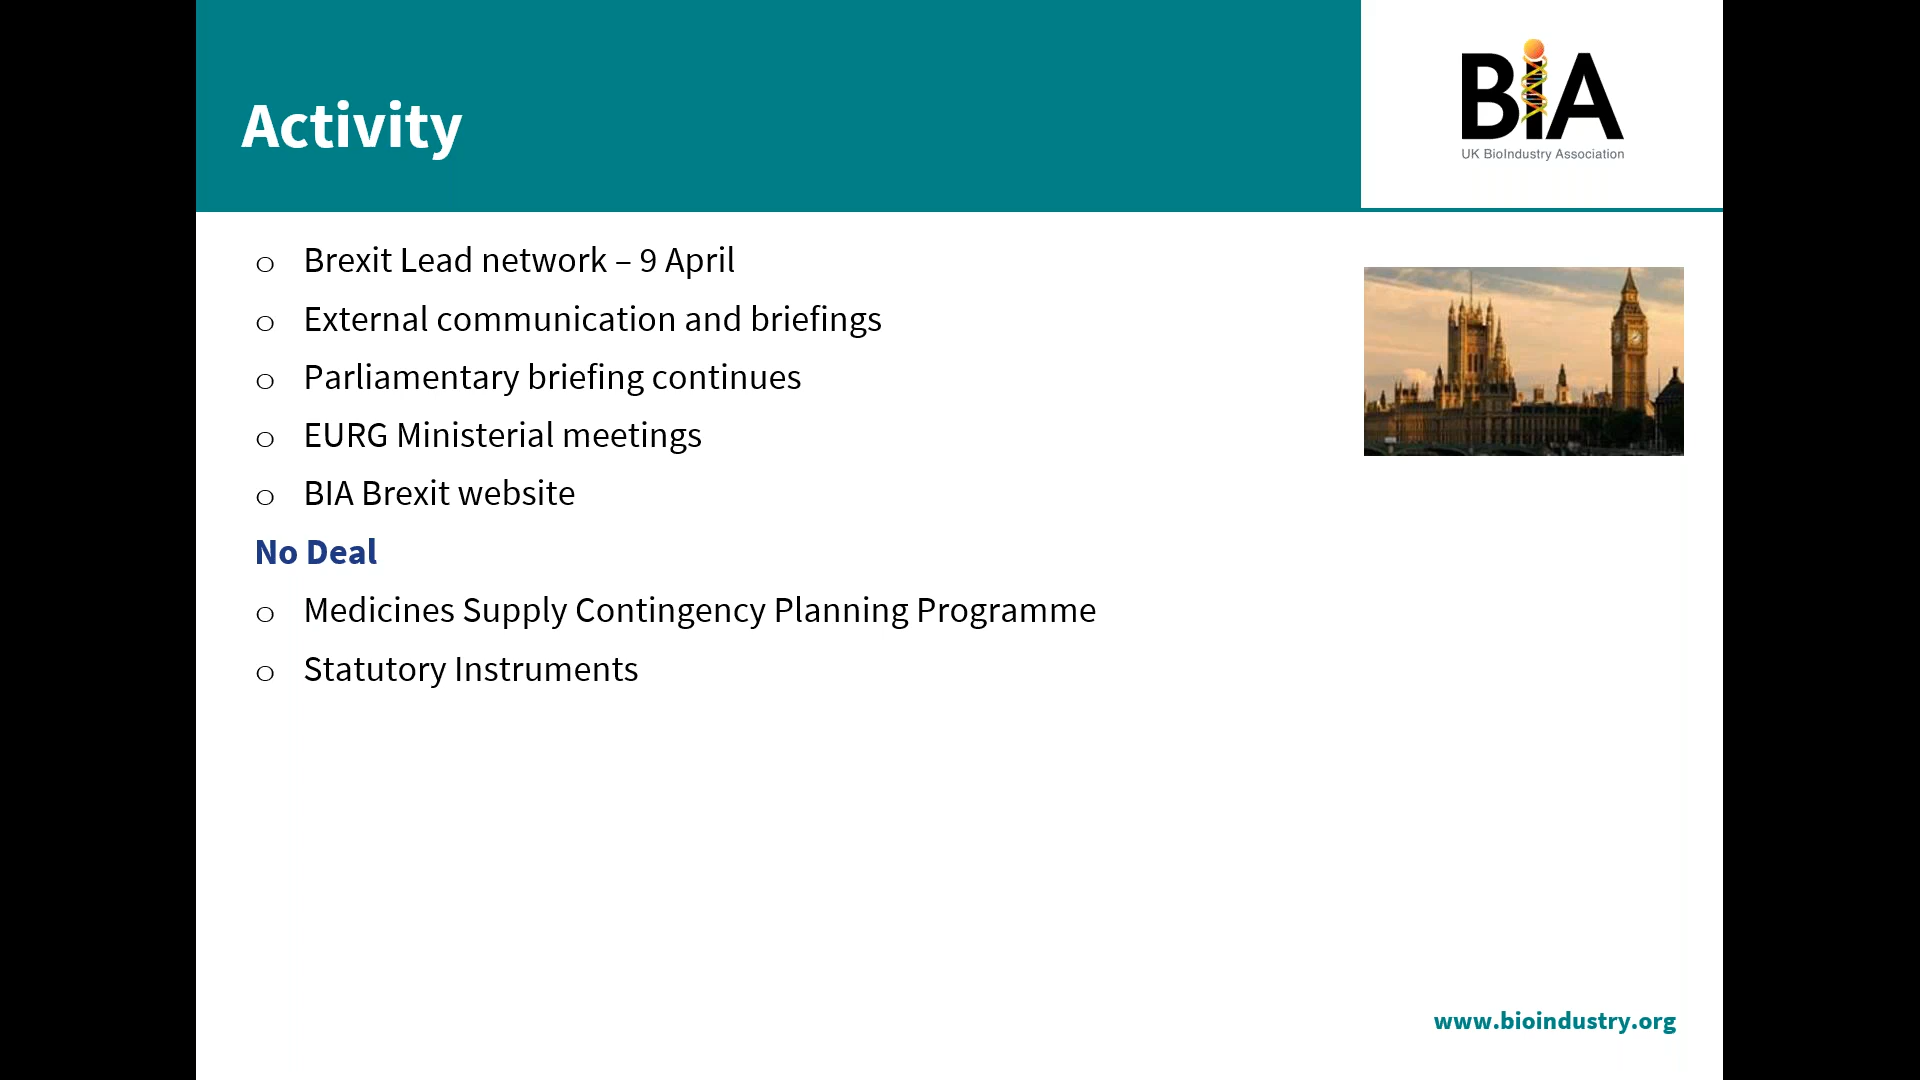 Activity
BiA
UK BioIndustry Association
o Brexit Lead network – 9 April
o External communication and briefings
o Parliamentary briefing continues
o EURG Ministerial meetings
o BIA Brexit website
No Deal
o Medicines Supply Contingency Planning Programme
o Statutory Instruments
www.bioindustry.org